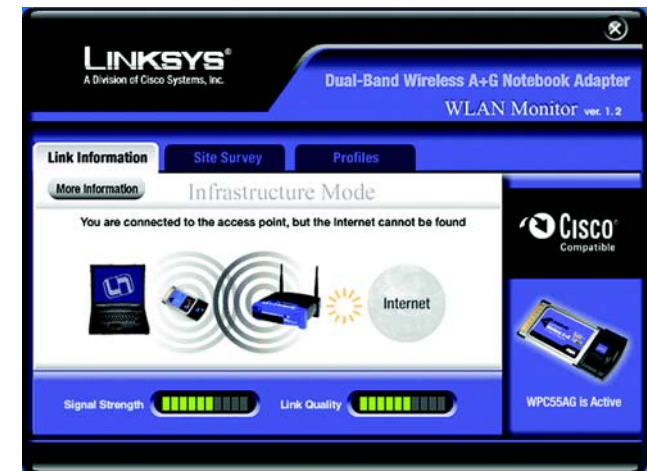 LINKSYS®
A Division of Cisco Systems, Inc.
Dual-Band Wireless A+G Notebook Adapter
WLAN Monitor ver. 1.2
Link Information
Site Survey
Profiles
More Information
Infrastructure Mode
You are connected to the access point, but the Internet cannot be found
Internet
CISCO
Compatible
Signal Strength
Link Quality
WPC55AG is Active